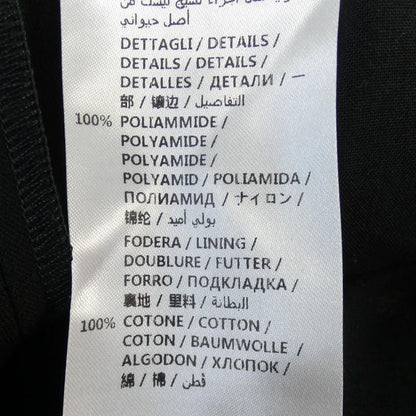 أصل حيواني
DETTAGLI / DETAILS /
DETAILS / DETAILS /
DETALLES / ДЕТАЛИ / 一
部 / 镶边 / التفاصيل
100% POLIAMMIDE /
POLYAMIDE /
POLYAMIDE /
POLYAMID / POLIAMIDA /
ПОЛИАМИД / ナイロン /
锦纶 / بولي أميد
FODERA / LINING /
DOUBLURE / FUTTER /
FORRO / ПОДКЛАДКА /
裏地 / 里料 / البطانة
100% COTONE / COTTON /
COTON / BAUMWOLLE /
ALGODON / ХЛОПОК /
綿 / 棉 / قطن